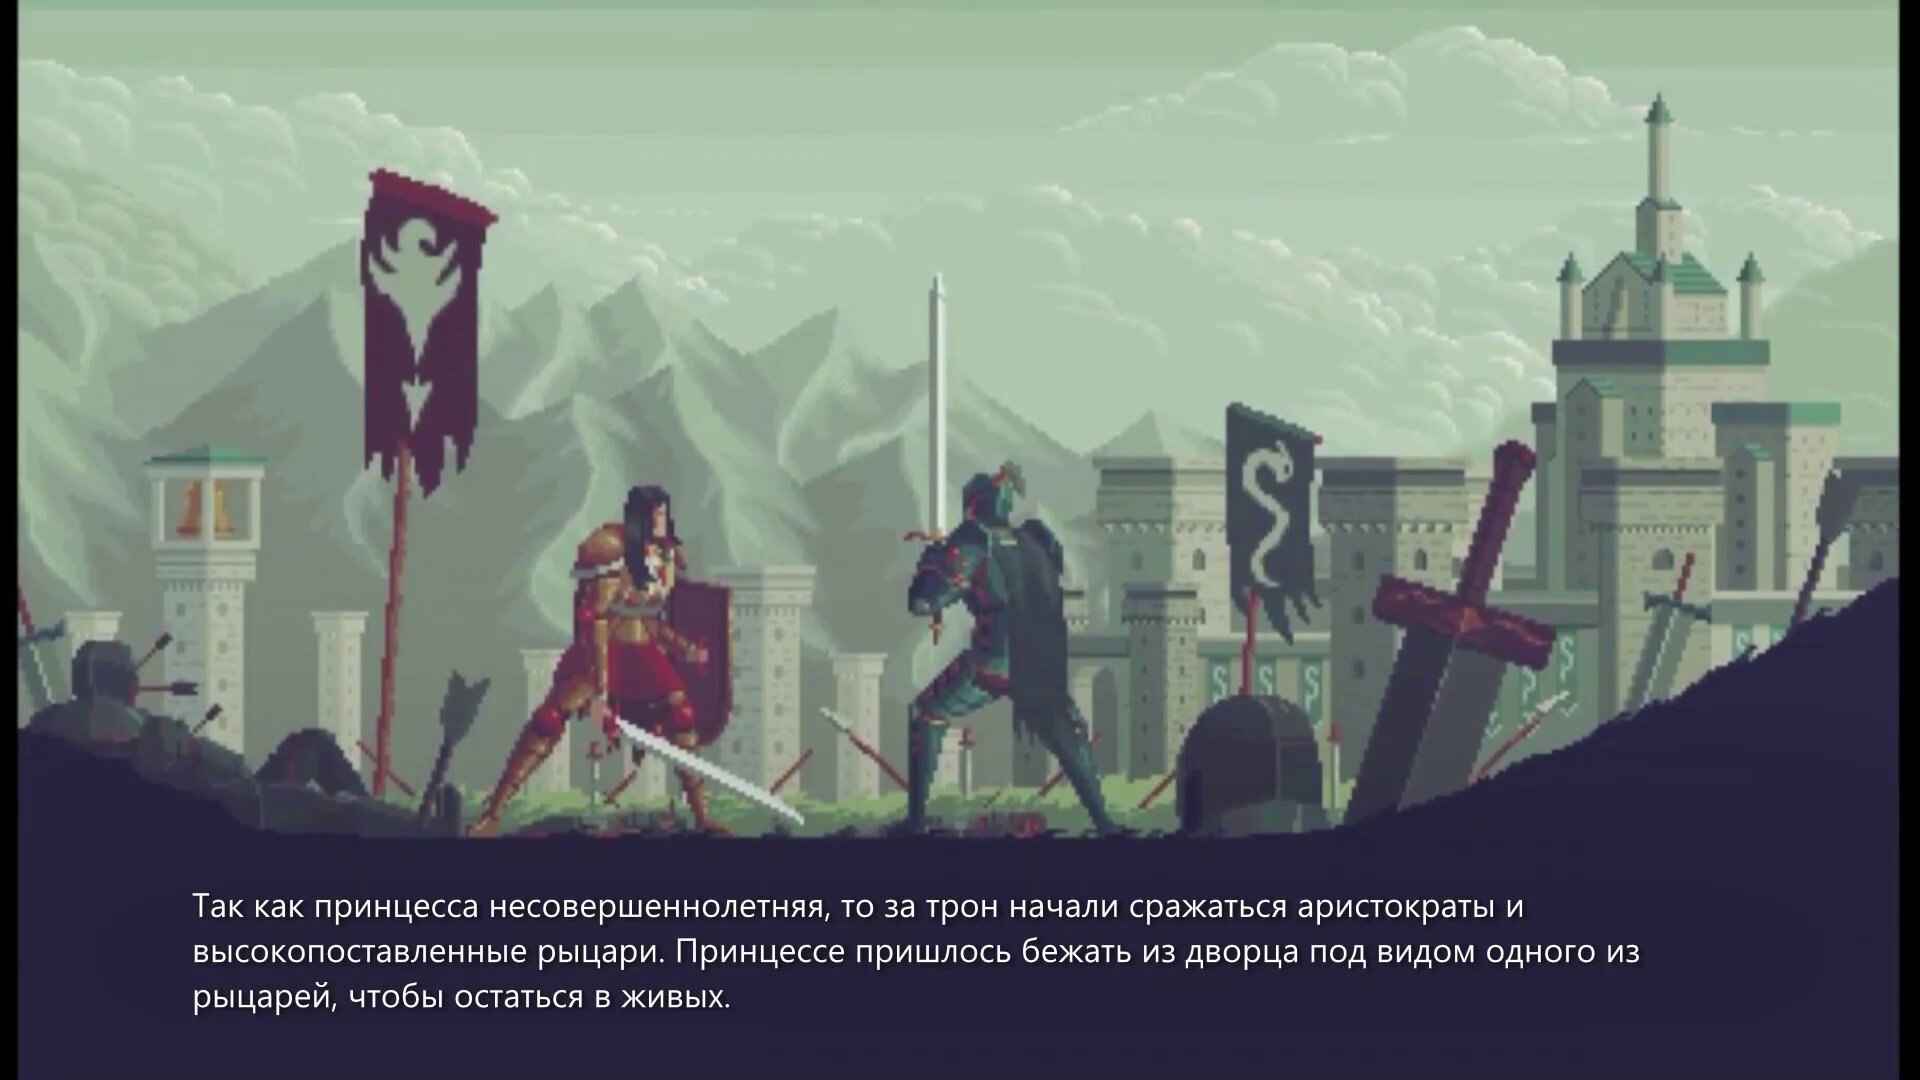 Так как принцесса несовершеннолетняя, то за трон начали сражаться аристократы и
высокопоставленные рыцари. Принцессе пришлось бежать из дворца под видом одного из
рыцарей, чтобы остаться в живых.